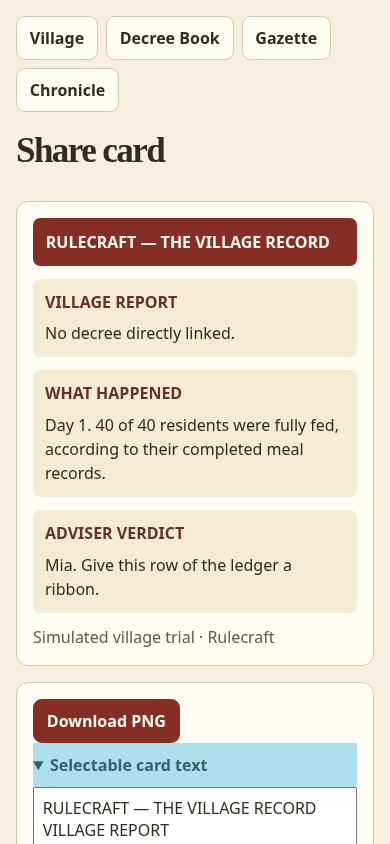 Village
Decree Book
Gazette
Chronicle
Share card
RULECRAFT — THE VILLAGE RECORD
VILLAGE REPORT
No decree directly linked.
WHAT HAPPENED
Day 1. 40 of 40 residents were fully fed,
according to their completed meal
records.
ADVISER VERDICT
Mia. Give this row of the ledger a
ribbon.
Simulated village trial · Rulecraft
Download PNG
Selectable card text
RULECRAFT — THE VILLAGE RECORD
VILLAGE REPORT